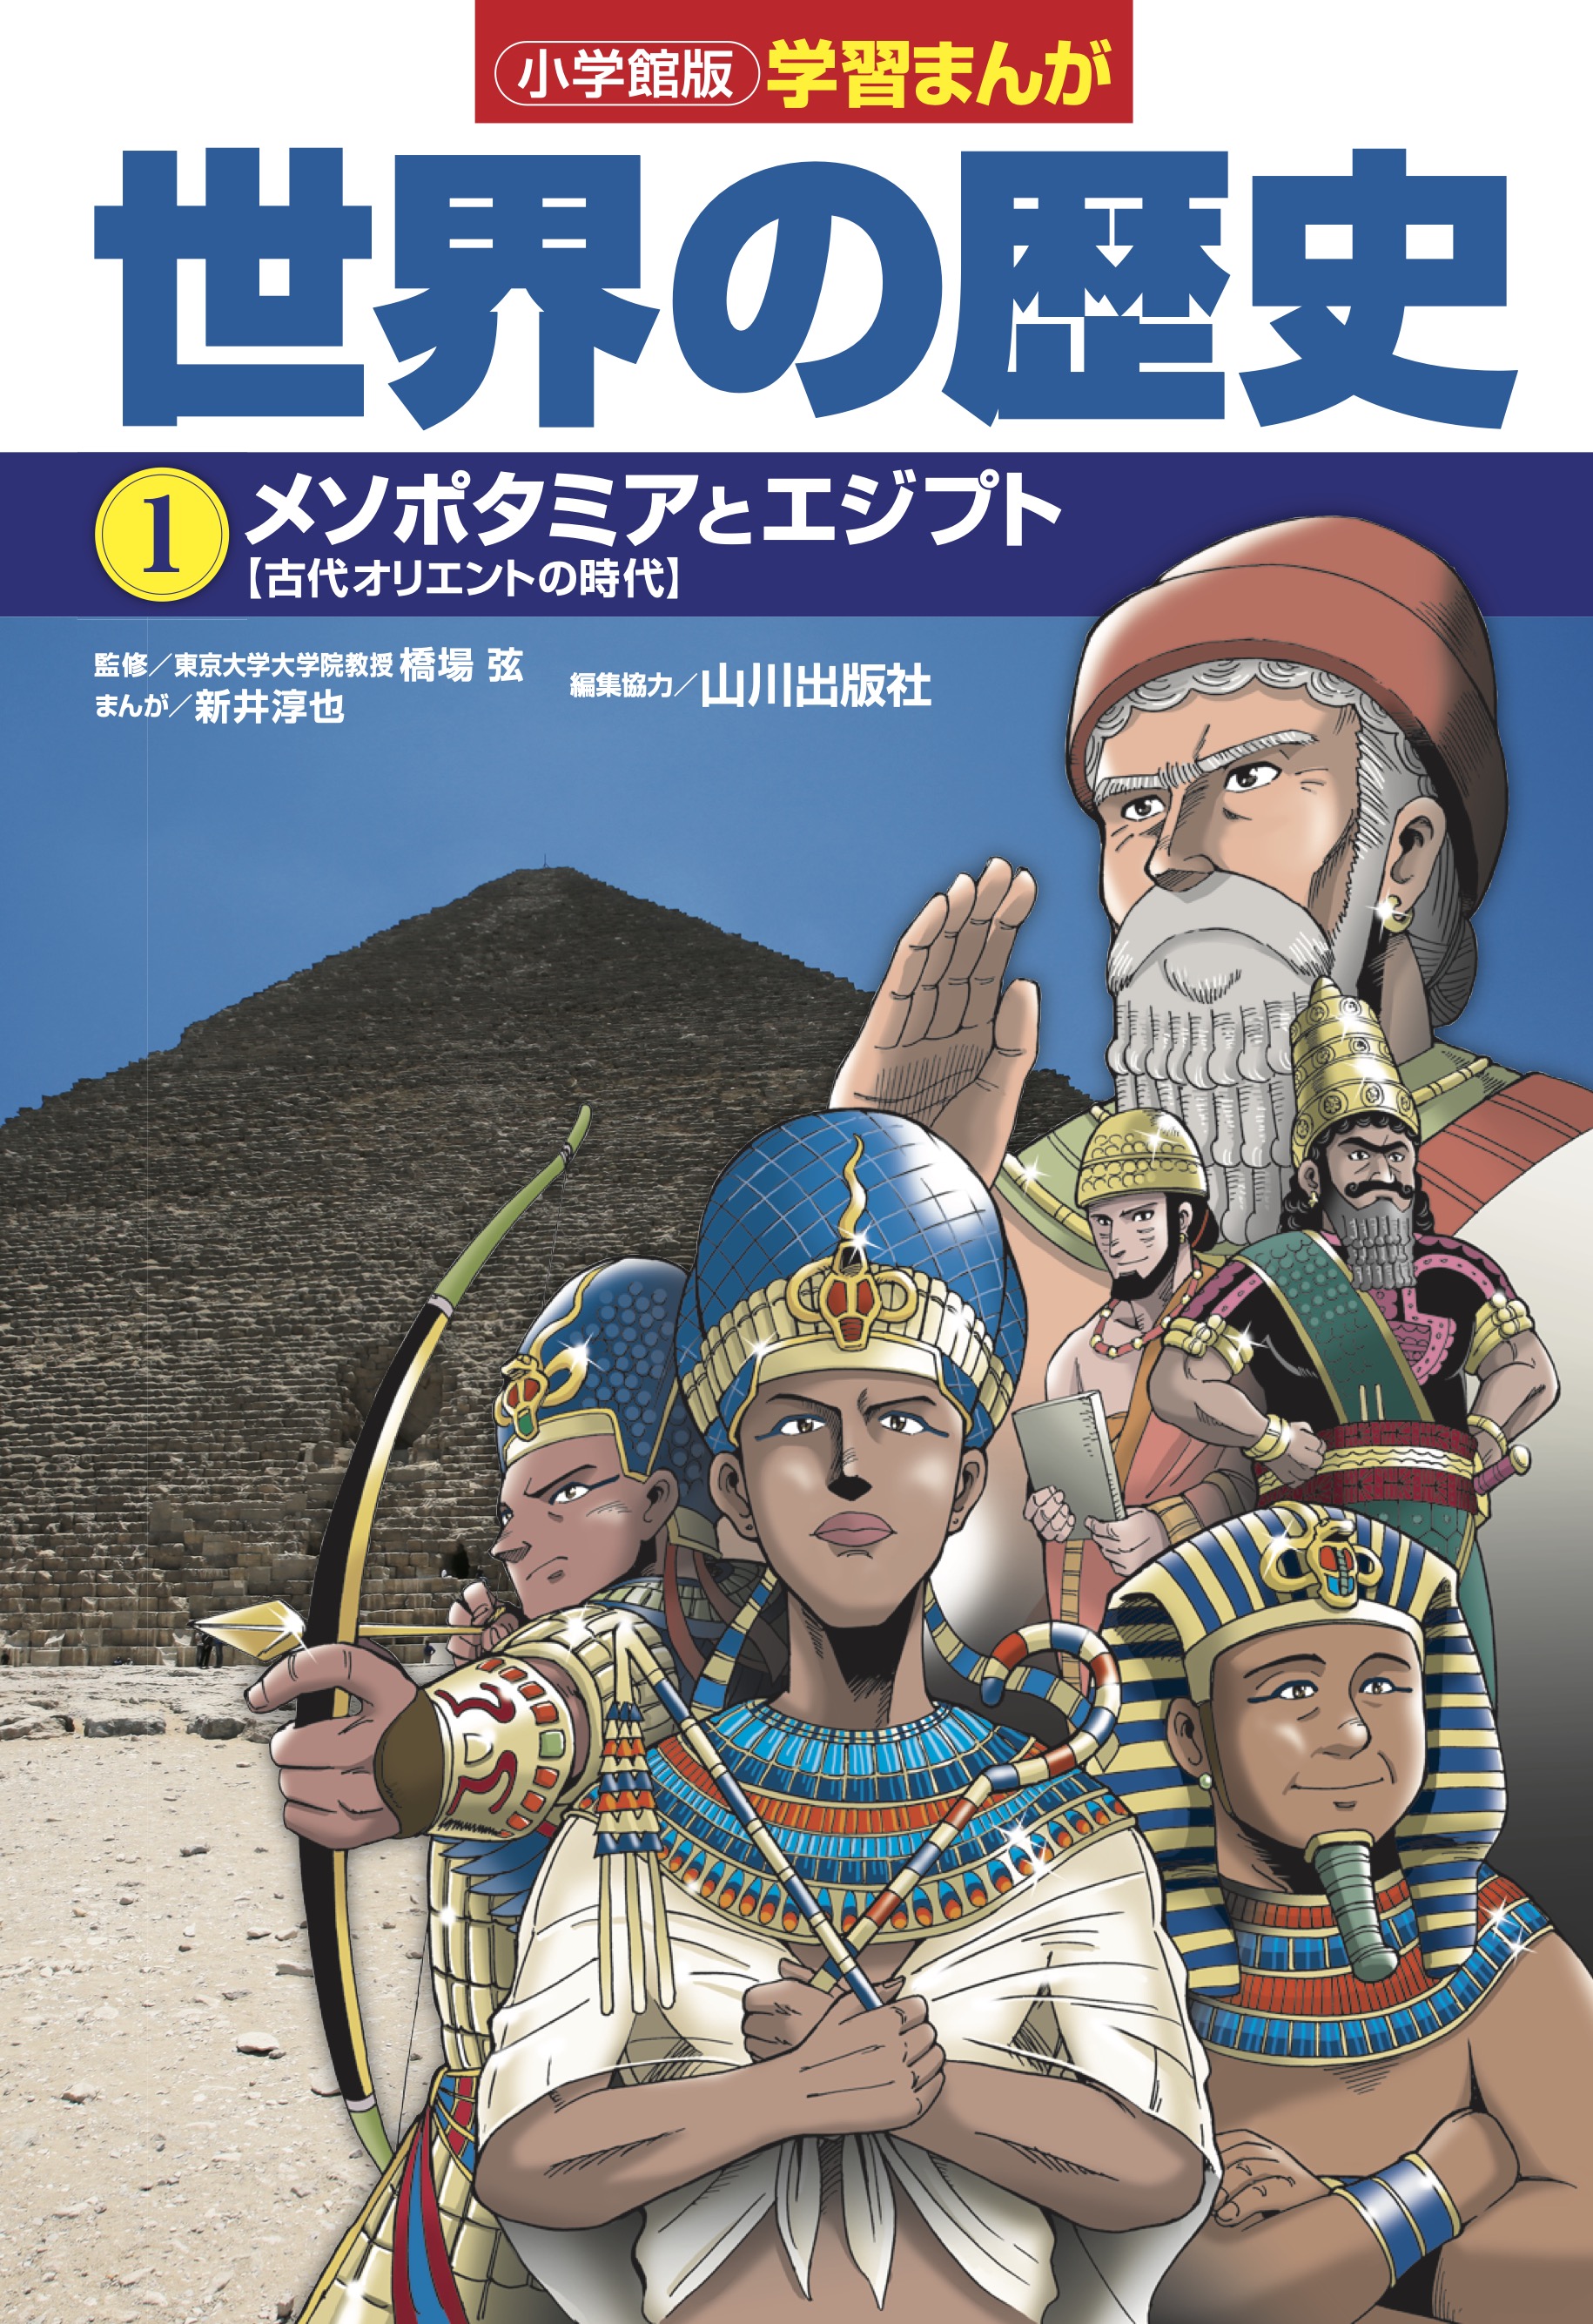 小学館版 学習まんが
世界の歴史
1 メソポタミアとエジプト
【古代オリエントの時代】
監修／東京大学大学院教授 橋場 弦
まんが／新井淳也
編集協力／山川出版社